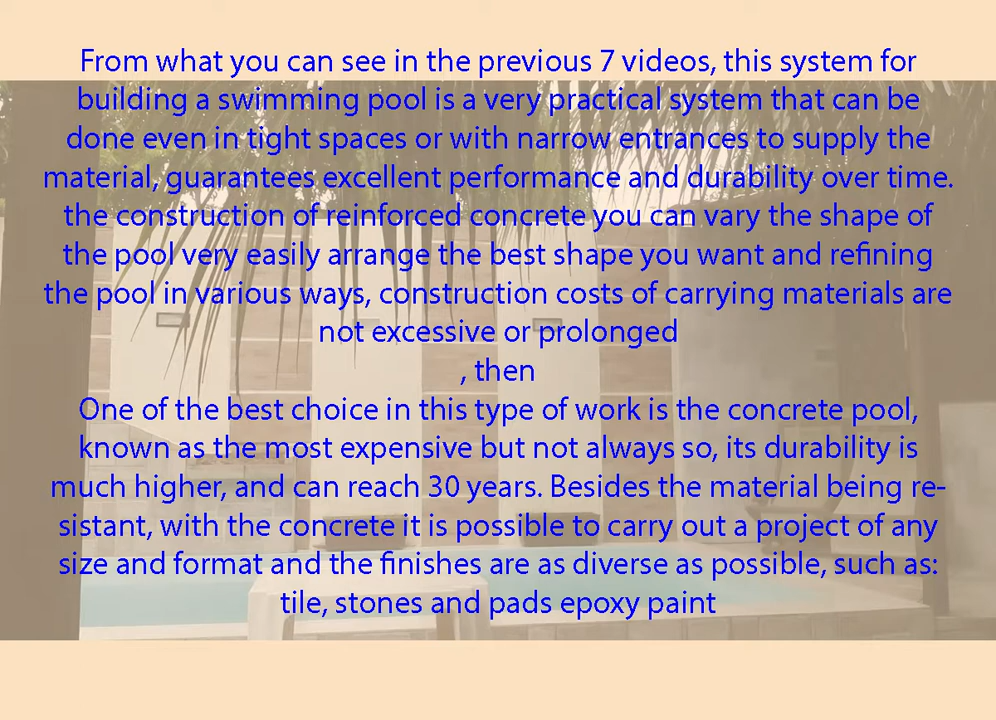 From what you can see in the previous 7 videos, this system for
building a swimming pool is a very practical system that can be
done even in tight spaces or with narrow entrances to supply the
material, guarantees excellent performance and durability over time.
the construction of reinforced concrete you can vary the shape of
the pool very easily arrange the best shape you want and refining
the pool in various ways, construction costs of carrying materials are
not excessive or prolonged
, then
One of the best choice in this type of work is the concrete pool,
known as the most expensive but not always so, its durability is
much higher, and can reach 30 years. Besides the material being re-
sistant, with the concrete it is possible to carry out a project of any
size and format and the finishes are as diverse as possible, such as:
tile, stones and pads epoxy paint